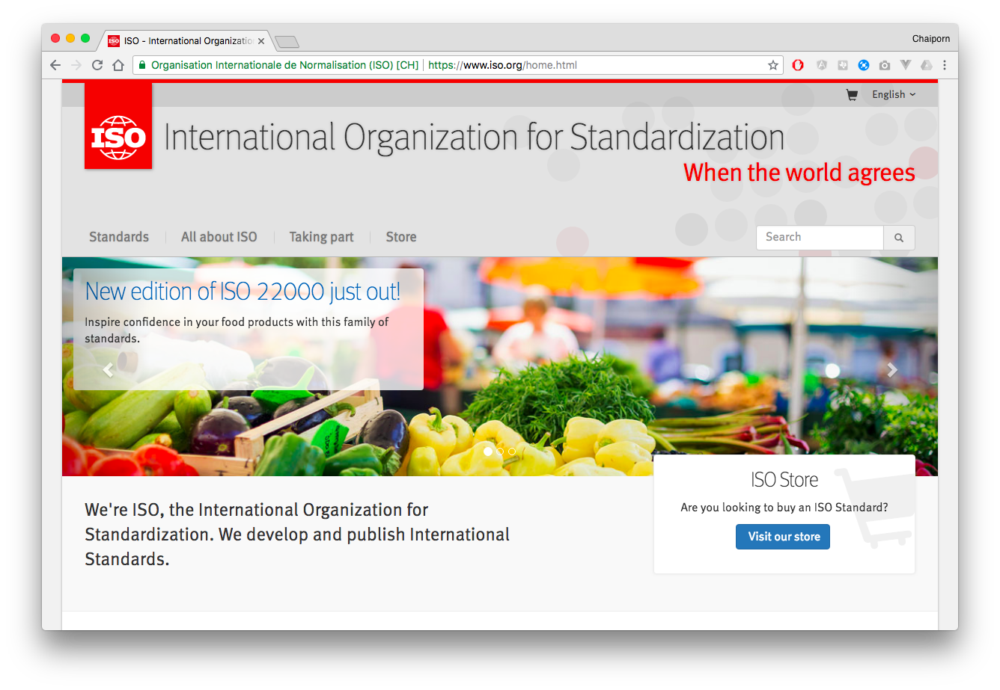 ISO - International Organizatio
Chaiporn
Organisation Internationale de Normalisation (ISO) [CH]
https://www.iso.org/home.html
English
ISO
International Organization for Standardization
When the world agrees
Standards
All about ISO
Taking part
Store
Search
New edition of ISO 22000 just out!
Inspire confidence in your food products with this family of
standards.
ISO Store
Are you looking to buy an ISO Standard?
Visit our store
We're ISO, the International Organization for
Standardization. We develop and publish International
Standards.